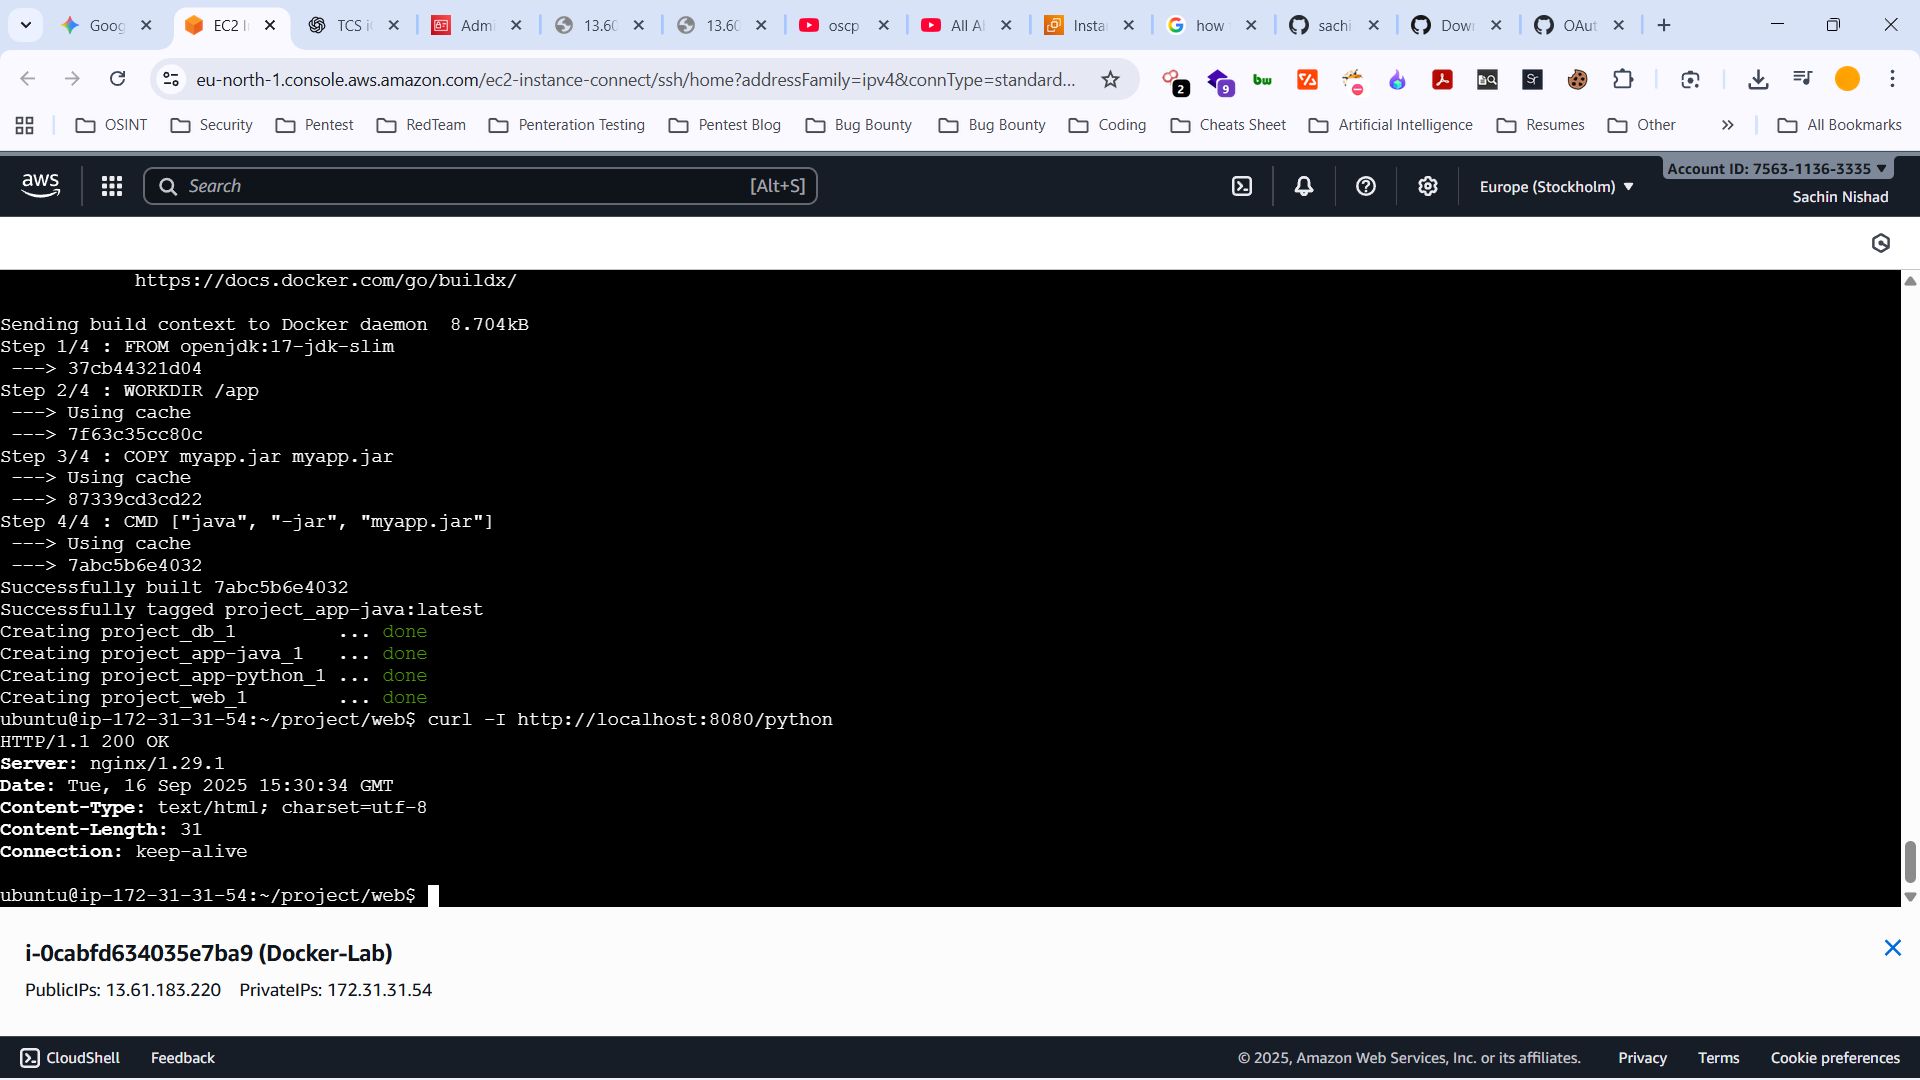 Goog
EC2 I
TCS i
Admi
13.60
13.60
oscp
All Al
Instar
how
sachi
Down
OAut
eu-north-1.console.aws.amazon.com/ec2-instance-connect/ssh/home?addressFamily=ipv4&connType=standard...
2
9
bw
Sr
OSINT
Security
Pentest
RedTeam
Penteration Testing
Pentest Blog
Bug Bounty
Bug Bounty
Coding
Cheats Sheet
Artificial Intelligence
Resumes
Other
All Bookmarks
aws
Search
[Alt+S]
Europe (Stockholm)
Account ID: 7563-1136-3335
Sachin Nishad
https://docs.docker.com/go/buildx/
Sending build context to Docker daemon  8.704kB
Step 1/4 : FROM openjdk:17-jdk-slim
---> 37cb44321d04
Step 2/4 : WORKDIR /app
---> Using cache
---> 7f63c35cc80c
Step 3/4 : COPY myapp.jar myapp.jar
---> Using cache
---> 87339cd3cd22
Step 4/4 : CMD ["java", "-jar", "myapp.jar"]
---> Using cache
---> 7abc5b6e4032
Successfully built 7abc5b6e4032
Successfully tagged project_app-java:latest
Creating project_db_1         ... done
Creating project_app-java_1   ... done
Creating project_app-python_1 ... done
Creating project_web_1        ... done
ubuntu@ip-172-31-31-54:~/project/web$ curl -I http://localhost:8080/python
HTTP/1.1 200 OK
Server: nginx/1.29.1
Date: Tue, 16 Sep 2025 15:30:34 GMT
Content-Type: text/html; charset=utf-8
Content-Length: 31
Connection: keep-alive
ubuntu@ip-172-31-31-54:~/project/web$
i-0cabfd634035e7ba9 (Docker-Lab)
PublicIPs: 13.61.183.220   PrivateIPs: 172.31.31.54
CloudShell
Feedback
© 2025, Amazon Web Services, Inc. or its affiliates.
Privacy
Terms
Cookie preferences